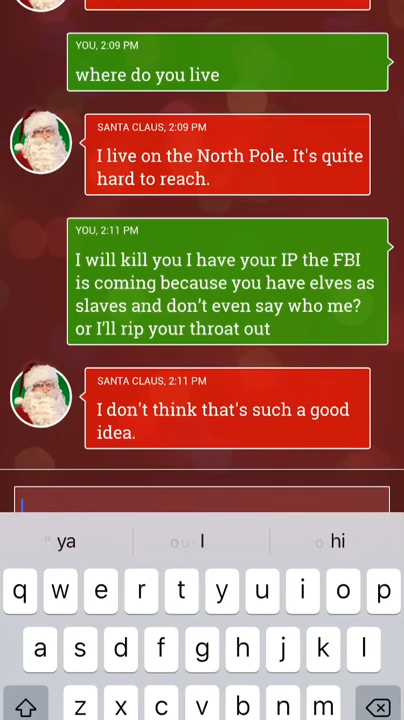 YOU, 2:09 PM
where do you live
SANTA CLAUS, 2:09 PM
I live on the North Pole. It's quite
hard to reach.
YOU, 2:11 PM
I will kill you I have your IP the FBI
is coming because you have elves as
slaves and don’t even say who me?
or I’ll rip your throat out
SANTA CLAUS, 2:11 PM
I don't think that's such a good
idea.
" ya out I o hi
q w e r t y u i o p
a s d f g h j k l
z x c v b n m